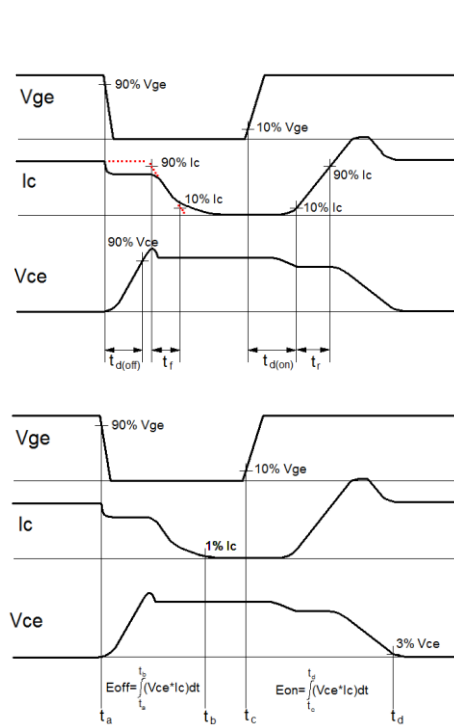 Vge
90% Vge
10% Vge
Ic
90% Ic
10% Ic
10% Ic
90% Ic
Vce
90% Vce
td(off)
tf
td(on)
tr
Vge
90% Vge
10% Vge
Ic
1% Ic
Vce
3% Vce
Eoff=∫(Vce*Ic)dt
tb
ta
Eon=∫(Vce*Ic)dt
td
tc
ta
tb
tc
td